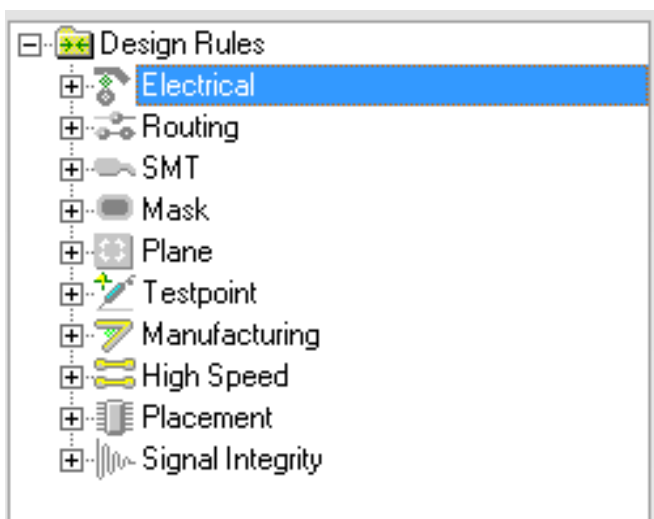 Design Rules
Electrical
Routing
SMT
Mask
Plane
Testpoint
Manufacturing
High Speed
Placement
Signal Integrity